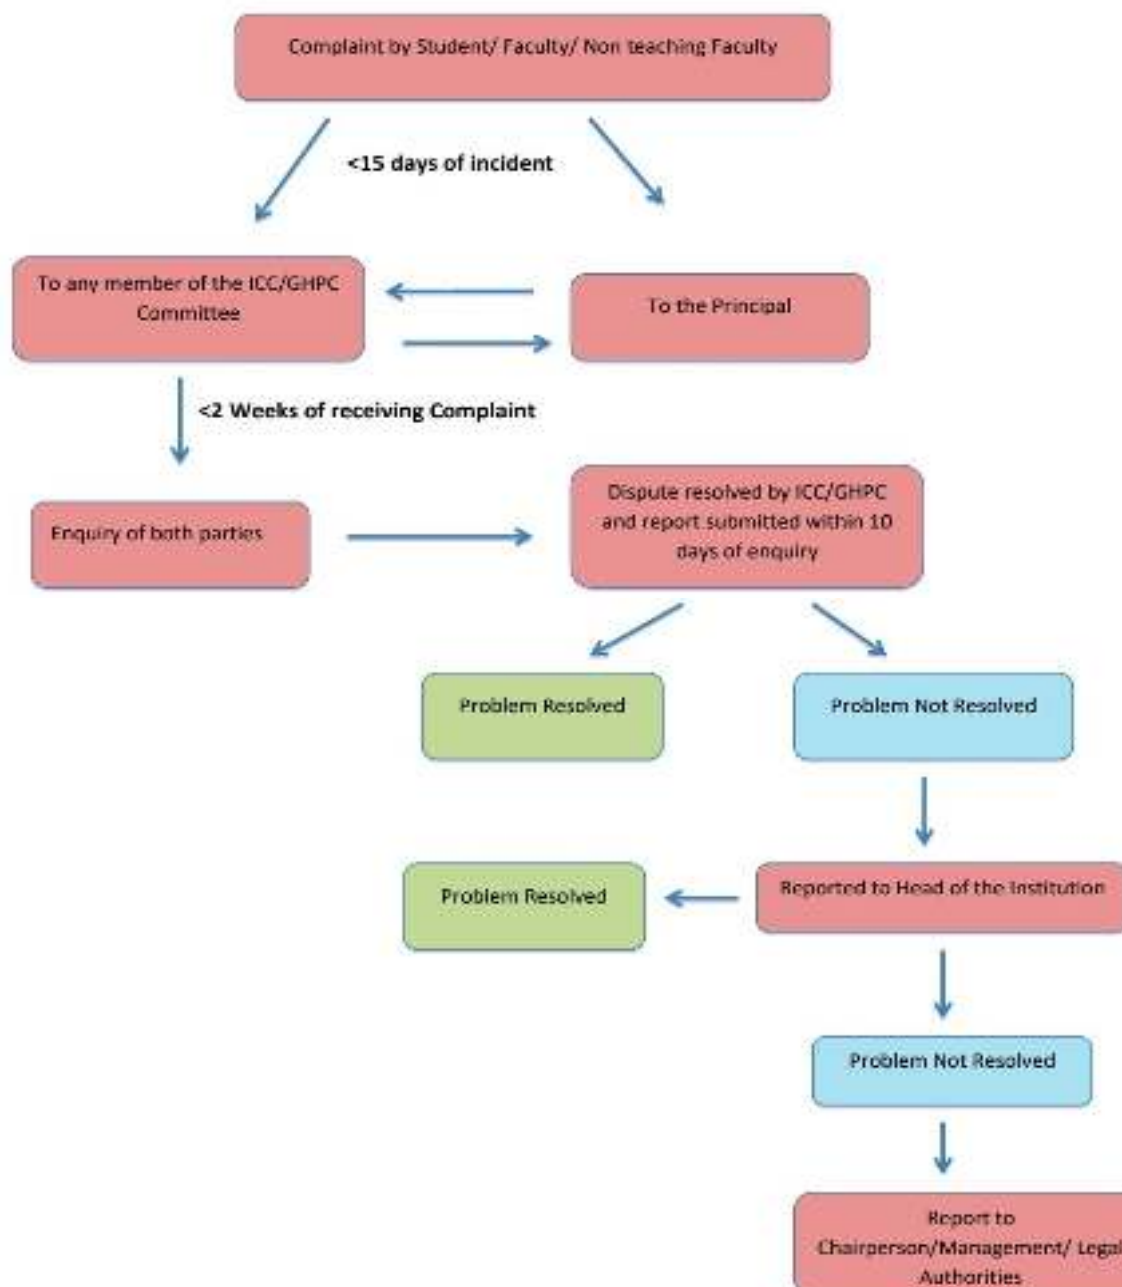 Complaint by Student/ Faculty/ Non teaching Faculty
<15 days of incident
To any member of the ICC/GHPC
Committee
To the Principal
<2 Weeks of receiving Complaint
Enquiry of both parties
Dispute resolved by ICC/GHPC
and report submitted within 10
days of enquiry
Problem Resolved
Problem Not Resolved
Problem Resolved
Reported to Head of the Institution
Problem Not Resolved
Report to
Chairperson/Management/ Legal
Authorities